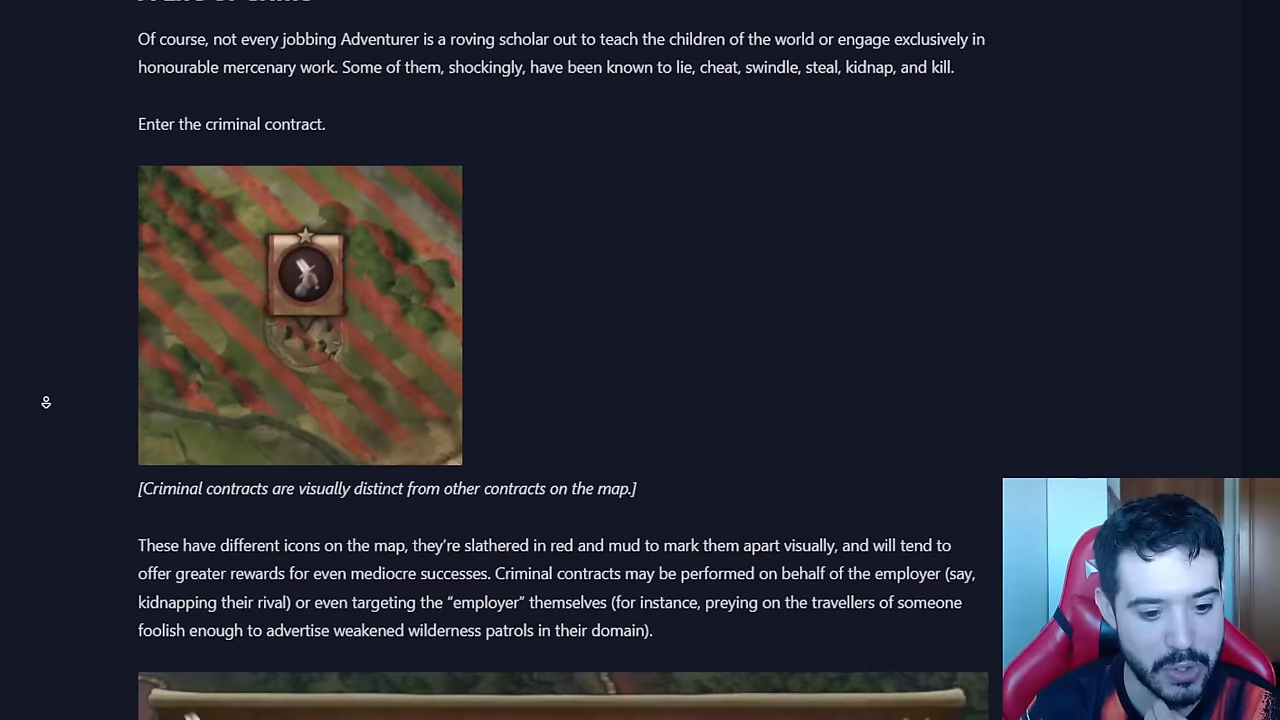 Of course, not every jobbing Adventurer is a roving scholar out to teach the children of the world or engage exclusively in
honourable mercenary work. Some of them, shockingly, have been known to lie, cheat, swindle, steal, kidnap, and kill.
Enter the criminal contract.
[Criminal contracts are visually distinct from other contracts on the map.]
These have different icons on the map, they’re slathered in red and mud to mark them apart visually, and will tend to
offer greater rewards for even mediocre successes. Criminal contracts may be performed on behalf of the employer (say,
kidnapping their rival) or even targeting the “employer” themselves (for instance, preying on the travellers of someone
foolish enough to advertise weakened wilderness patrols in their domain).